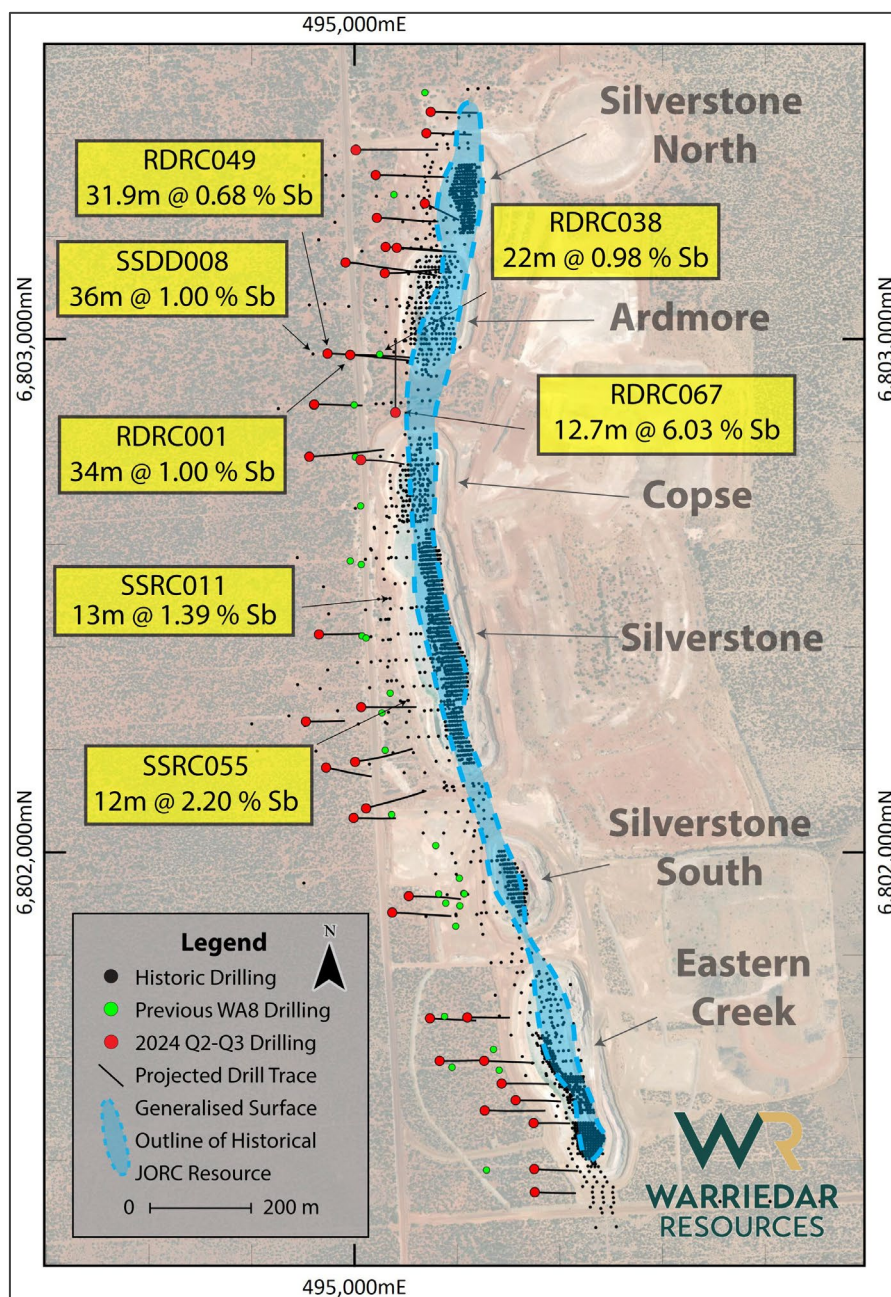 495,000mE
Silverstone
North
RDRC049
31.9m @ 0.68 % Sb
RDRC038
22m @ 0.98 % Sb
SSDD008
36m @ 1.00 % Sb
Ardmore
6,803,000mN
6,803,000mN
RDRC067
12.7m @ 6.03 % Sb
RDRC001
34m @ 1.00 % Sb
Copse
SSRC011
13m @ 1.39 % Sb
Silverstone
SSRC055
12m @ 2.20 % Sb
Silverstone
South
6,802,000mN
6,802,000mN
Legend
N
Historic Drilling
Previous WA8 Drilling
2024 Q2-Q3 Drilling
Projected Drill Trace
Generalised Surface
Outline of Historical
JORC Resource
0 200 m
Eastern
Creek
WR
WARRIEDAR
RESOURCES
495,000mE